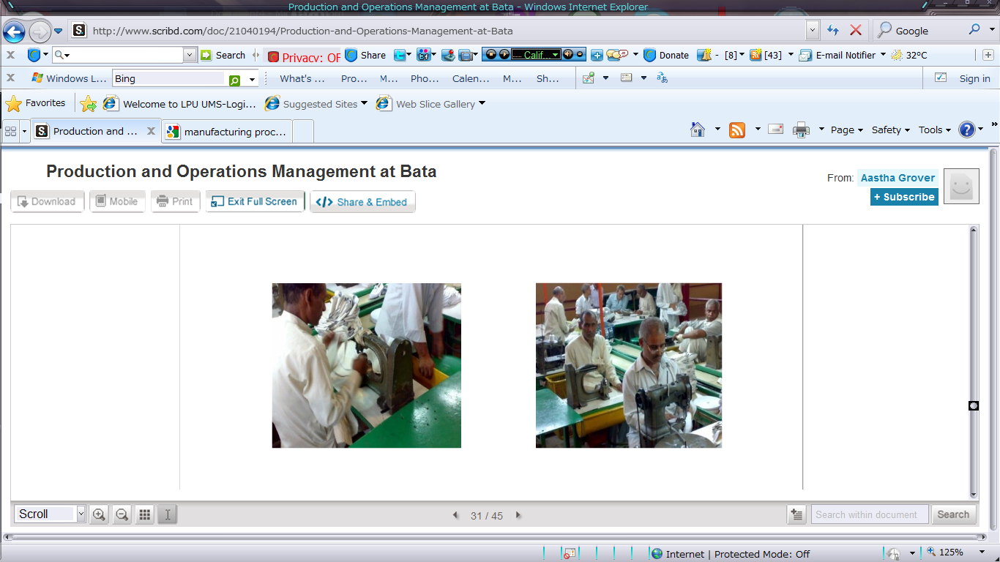 Production and Operations Management at Bata - Windows Internet Explorer
http://www.scribd.com/doc/21040194/Production-and-Operations-Management-at-Bata
Google
Search
Privacy: OF
Share
Calif...
Donate
- [8]
[43]
- E-mail Notifier
32°C
Windows L...
Bing
What's ...
Pro...
M...
Pho...
Calen...
M...
Sh...
Sign in
Favorites
Welcome to LPU UMS-Logi...
Suggested Sites
Web Slice Gallery
Production and ...
manufacturing proc...
Page
Safety
Tools
Production and Operations Management at Bata
From: Aastha Grover
+ Subscribe
Download
Mobile
Print
Exit Full Screen
Share & Embed
Scroll
31 / 45
Search within document
Search
Internet | Protected Mode: Off
125%